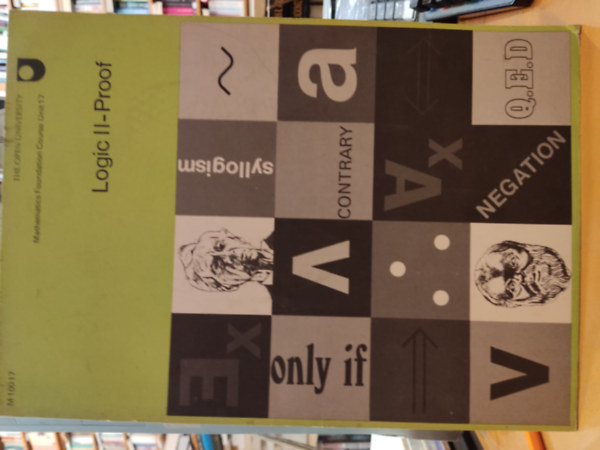 M100 17
THE OPEN UNIVERSITY
Mathematics Foundation Course Unit 17
Logic II-Proof
∃x
syllogism
~
only if
V
CONTRARY
a
⇒
∴
∀x
⇔
Λ
NEGATION
Q.E.D